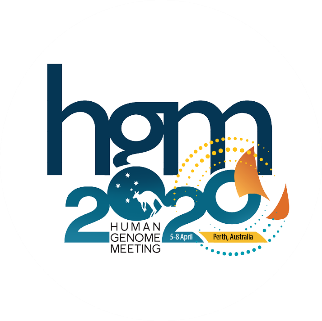 hgm
2020
HUMAN
GENOME
MEETING
5-8 April
Perth, Australia